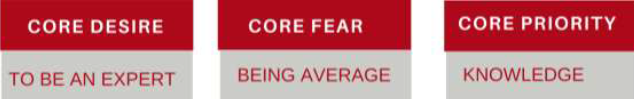 CORE DESIRE
TO BE AN EXPERT
CORE FEAR
BEING AVERAGE
CORE PRIORITY
KNOWLEDGE